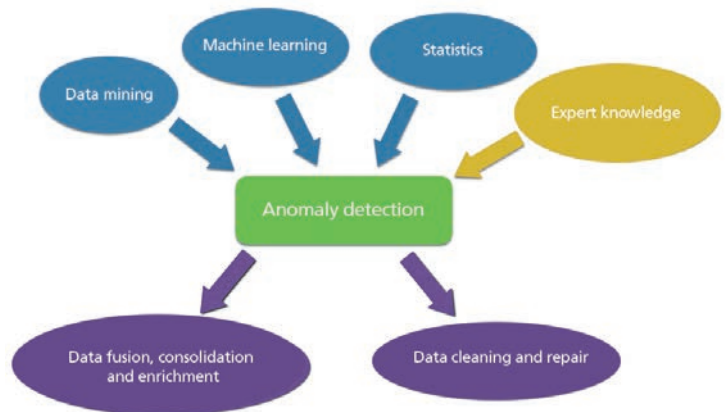 Machine learning
Statistics
Data mining
Expert knowledge
Anomaly detection
Data fusion, consolidation
and enrichment
Data cleaning and repair